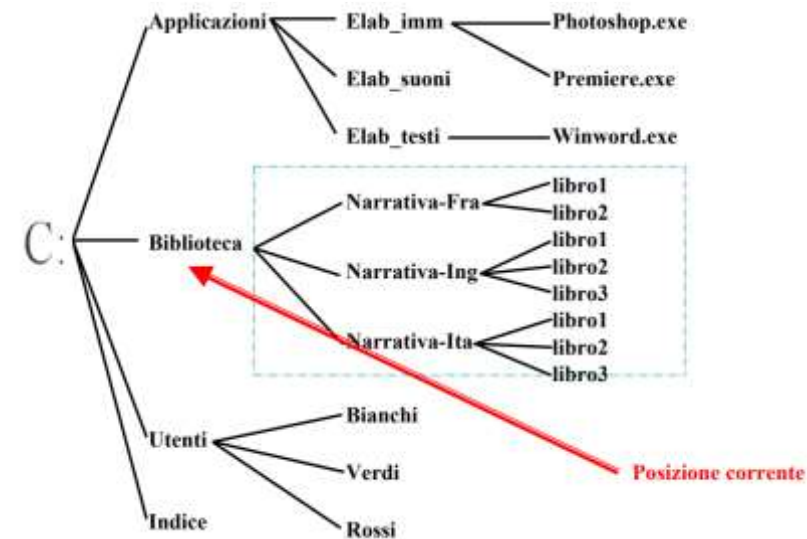 Applicazioni Elab_imm Photoshop.exe
Elab_suoni Premiere.exe
Elab_testi Winword.exe
libro1
Narrativa-Fra
libro2
C: Biblioteca
libro1
Narrativa-Ing libro2
libro3
libro1
Narrativa-Ita libro2
libro3
Bianchi
Utenti
Verdi Posizione corrente
Indice Rossi